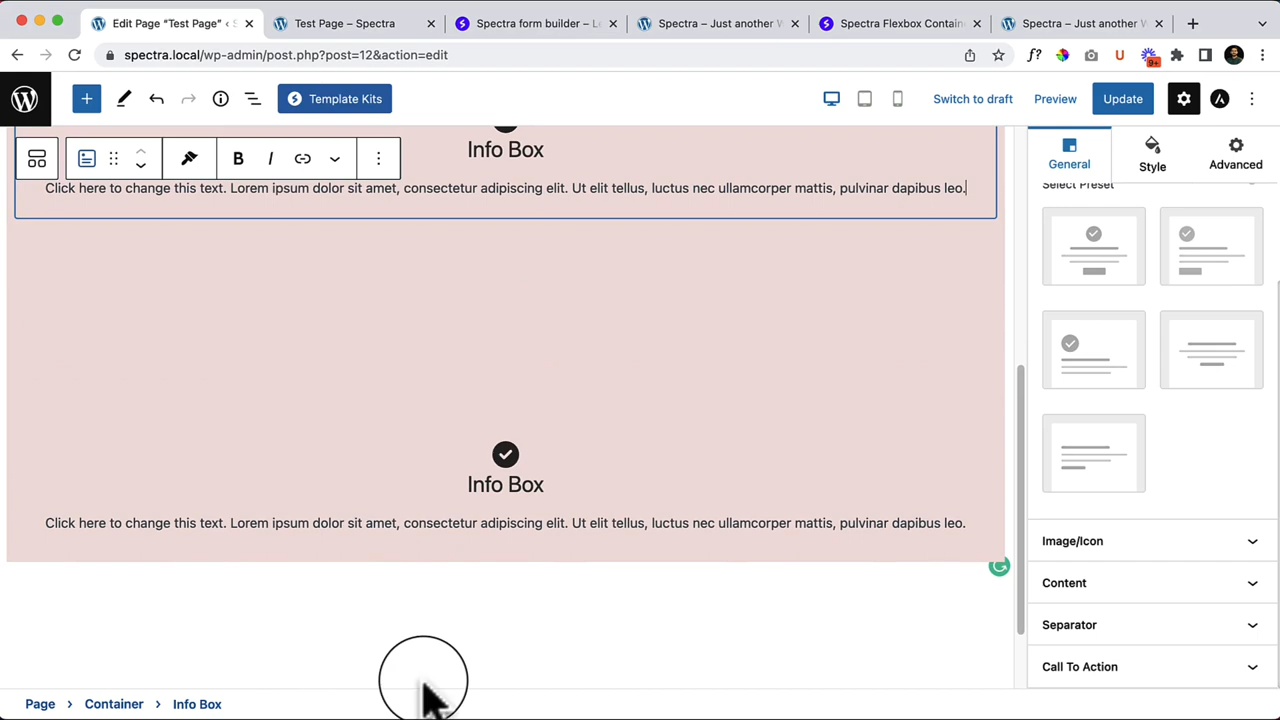 Edit Page “Test Page” ‹ S
Test Page – Spectra
Spectra form builder – Le
Spectra – Just another W
Spectra Flexbox Contain
Spectra – Just another W
spectra.local/wp-admin/post.php?post=12&action=edit
f?
U
9+
Template Kits
Switch to draft
Preview
Update
General
Style
Advanced
Select Preset
Info Box
B
I
Click here to change this text. Lorem ipsum dolor sit amet, consectetur adipiscing elit. Ut elit tellus, luctus nec ullamcorper mattis, pulvinar dapibus leo.
Info Box
Click here to change this text. Lorem ipsum dolor sit amet, consectetur adipiscing elit. Ut elit tellus, luctus nec ullamcorper mattis, pulvinar dapibus leo.
Image/Icon
Content
Separator
Call To Action
Page > Container > Info Box